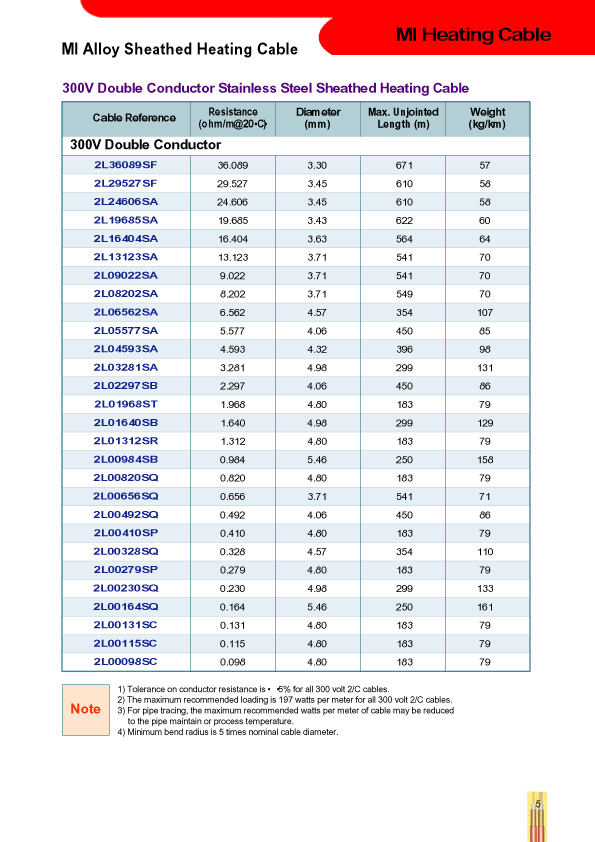 MI Heating Cable
MI Alloy Sheathed Heating Cable
300V Double Conductor Stainless Steel Sheathed Heating Cable
Cable Reference Resistance (ohm/m@20•C) Diameter (mm) Max. Unjointed Length (m) Weight (kg/km)
300V Double Conductor
2L36089SF 36.089 3.30 671 57
2L29527SF 29.527 3.45 610 58
2L24606SA 24.606 3.45 610 58
2L19685SA 19.685 3.43 622 60
2L16404SA 16.404 3.63 564 64
2L13123SA 13.123 3.71 541 70
2L09022SA 9.022 3.71 541 70
2L08202SA 8.202 3.71 549 70
2L06562SA 6.562 4.57 354 107
2L05577SA 5.577 4.06 450 85
2L04593SA 4.593 4.32 396 98
2L03281SA 3.281 4.98 299 131
2L02297SB 2.297 4.06 450 86
2L01968ST 1.968 4.80 183 79
2L01640SB 1.640 4.98 299 129
2L01312SR 1.312 4.80 183 79
2L00984SB 0.984 5.46 250 158
2L00820SQ 0.820 4.80 183 79
2L00656SQ 0.656 3.71 541 71
2L00492SQ 0.492 4.06 450 86
2L00410SP 0.410 4.80 183 79
2L00328SQ 0.328 4.57 354 110
2L00279SP 0.279 4.80 183 79
2L00230SQ 0.230 4.98 299 133
2L00164SQ 0.164 5.46 250 161
2L00131SC 0.131 4.80 183 79
2L00115SC 0.115 4.80 183 79
2L00098SC 0.098 4.80 183 79
Note
1) Tolerance on conductor resistance is • •5% for all 300 volt 2/C cables.
2) The maximum recommended loading is 197 watts per meter for all 300 volt 2/C cables.
3) For pipe tracing, the maximum recommended watts per meter of cable may be reduced
to the pipe maintain or process temperature.
4) Minimum bend radius is 5 times nominal cable diameter.
5